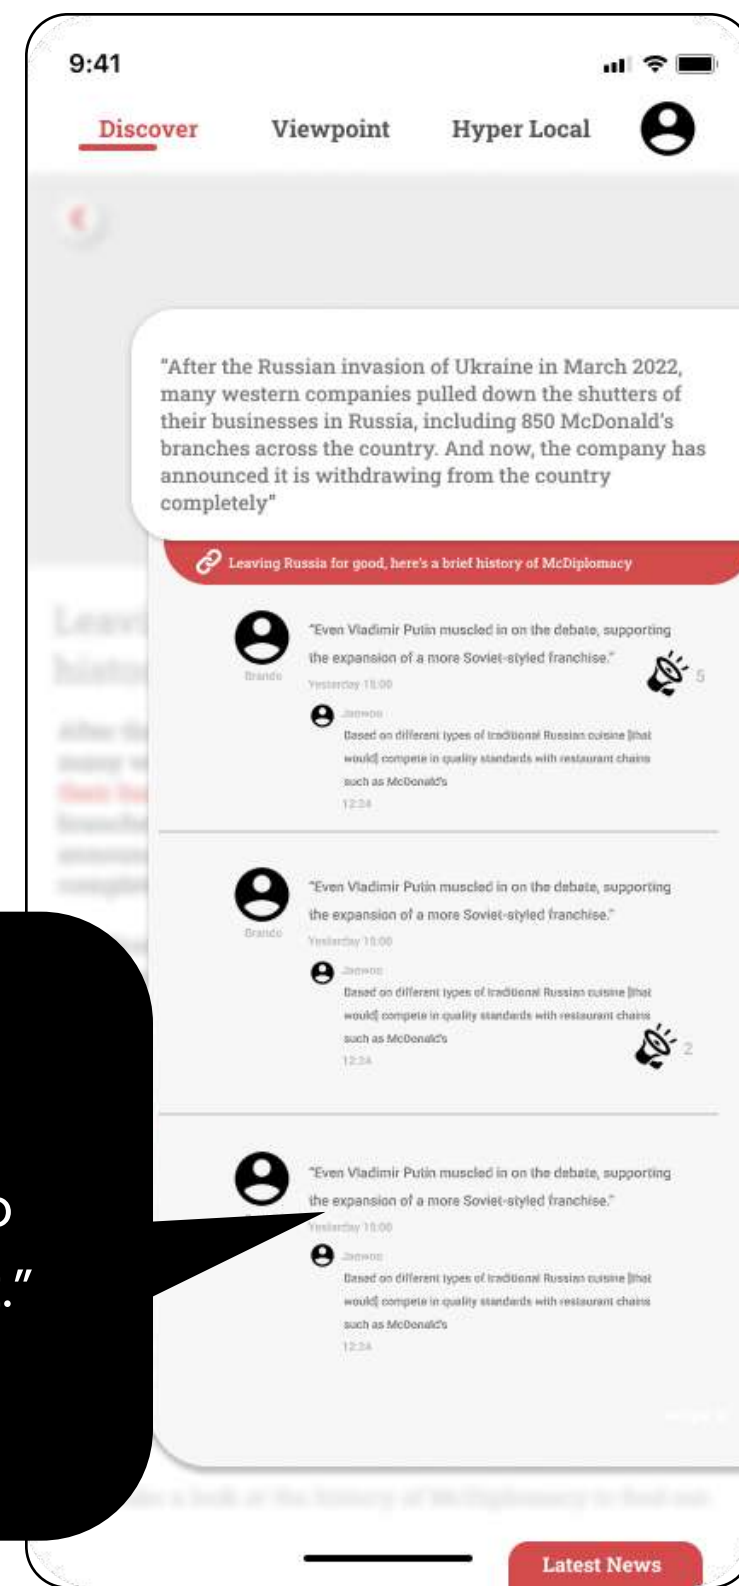 9:41
Discover Viewpoint Hyper Local
"After the Russian invasion of Ukraine in March 2022,
many western companies pulled down the shutters of
their businesses in Russia, including 850 McDonald's
branches across the country. And now, the company has
announced it is withdrawing from the country
completely"
Leaving Russia for good, here's a brief history of McDiplomacy
"Even Vladimir Putin muscled in on the debate, supporting
the expansion of a more Soviet-styled franchise."
5
Brando
Yesterday 15:00
Jaewon
Based on different types of traditional Russian cuisine [that
would] compete in quality standards with restaurant chains
such as McDonald's
12:24
"Even Vladimir Putin muscled in on the debate, supporting
the expansion of a more Soviet-styled franchise."
Brando
Yesterday 15:00
Jaewon
Based on different types of traditional Russian cuisine [that
would] compete in quality standards with restaurant chains
such as McDonald's
2
12:24
"Even Vladimir Putin muscled in on the debate, supporting
the expansion of a more Soviet-styled franchise."
Yesterday 15:00
Jaewon
Based on different types of traditional Russian cuisine [that
would] compete in quality standards with restaurant chains
such as McDonald's
12:24
."
Latest News